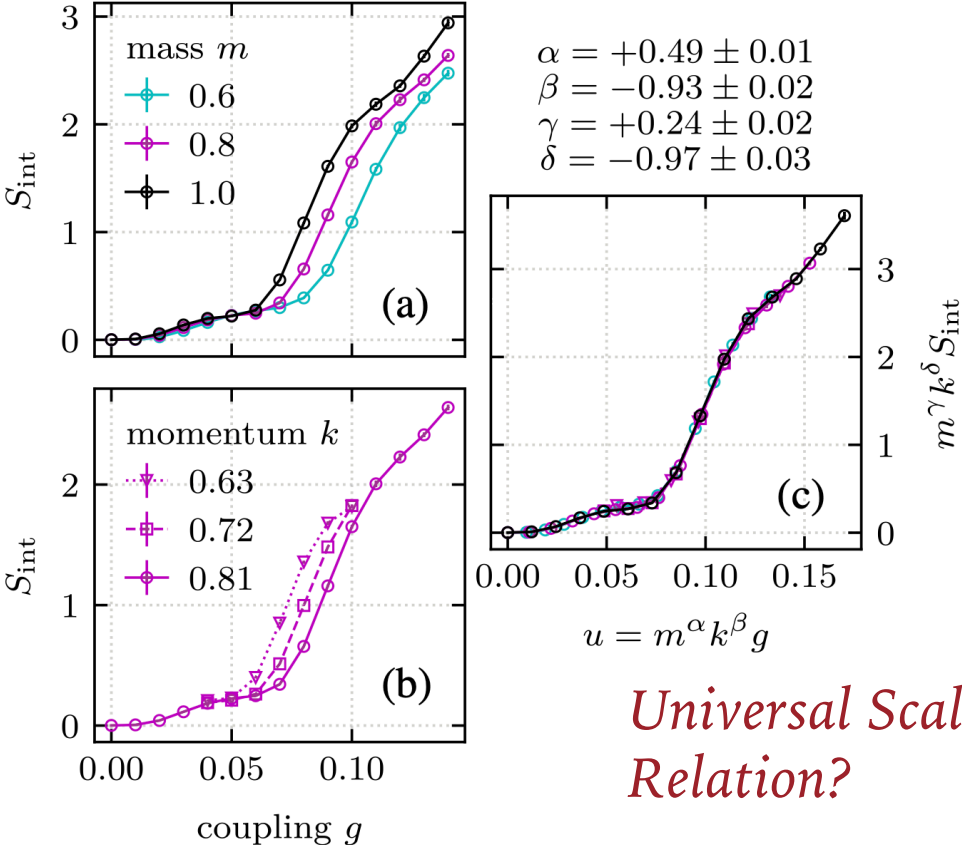 3
2
1
0
S_int
mass m
0.6
0.8
1.0
(a)
2
1
0
S_int
momentum k
0.63
0.72
0.81
(b)
0.00
0.05
0.10
coupling g
α = +0.49 ± 0.01
β = −0.93 ± 0.02
γ = +0.24 ± 0.02
δ = −0.97 ± 0.03
3
2
1
0
m^γ k^δ S_int
(c)
0.00
0.05
0.10
0.15
u = m^α k^β g
Universal Scal
Relation?